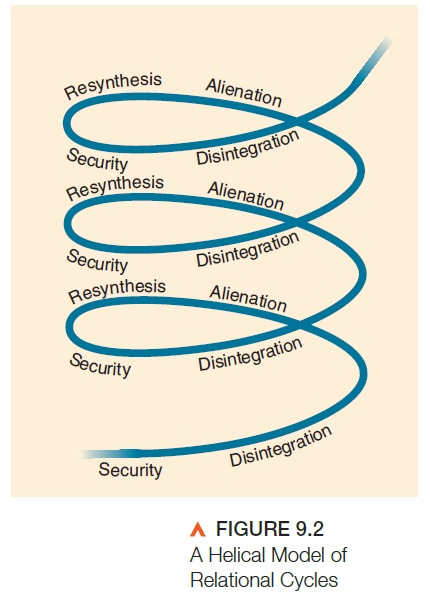 Resynthesis Alienation
Security Disintegration
Resynthesis Alienation
Security Disintegration
Resynthesis Alienation
Security Disintegration
Security Disintegration
FIGURE 9.2
A Helical Model of
Relational Cycles